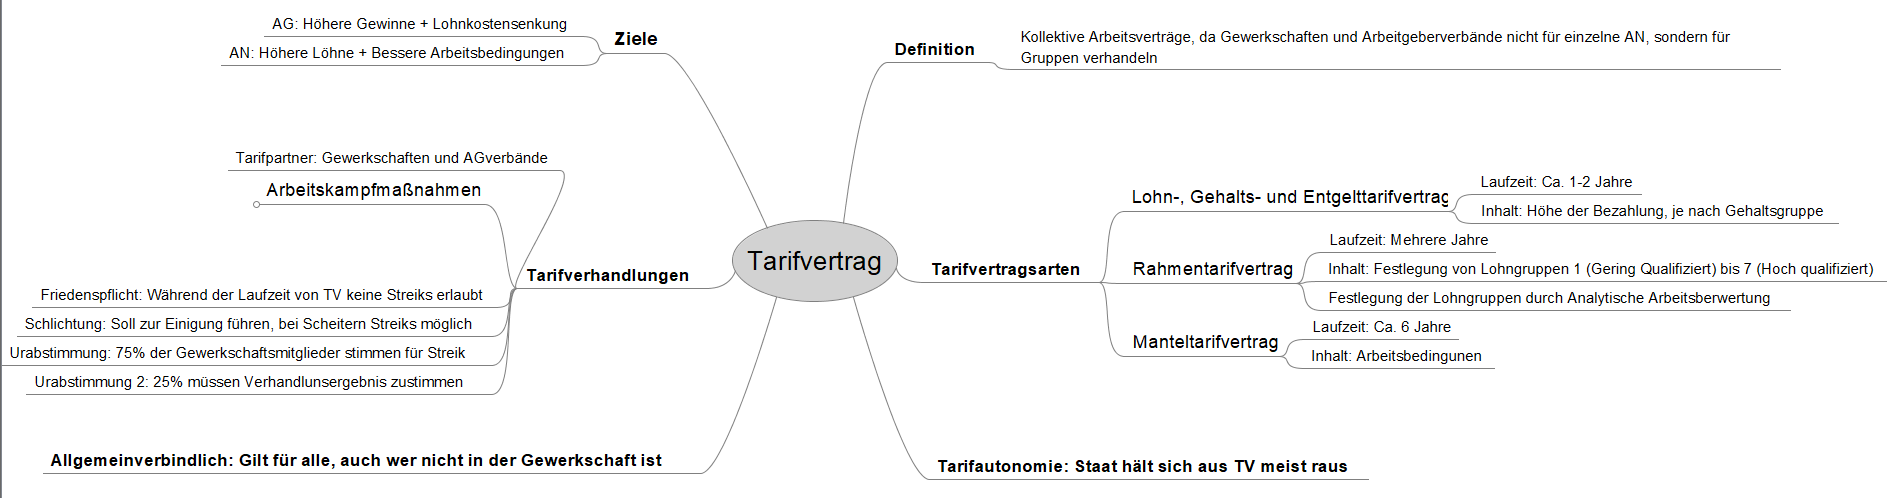 AG: Höhere Gewinne + Lohnkostensenkung
Ziele
AN: Höhere Löhne + Bessere Arbeitsbedingungen
Definition
Kollektive Arbeitsverträge, da Gewerkschaften und Arbeitgeberverbände nicht für einzelne AN, sondern für
Gruppen verhandeln
Tarifpartner: Gewerkschaften und AGverbände
Arbeitskampfmaßnahmen
Tarifverhandlungen
Friedenspflicht: Während der Laufzeit von TV keine Streiks erlaubt
Schlichtung: Soll zur Einigung führen, bei Scheitern Streiks möglich
Urabstimmung: 75% der Gewerkschaftsmitglieder stimmen für Streik
Urabstimmung 2: 25% müssen Verhandlunsergebnis zustimmen
Tarifvertrag
Tarifvertragsarten
Lohn-, Gehalts- und Entgelttarifvertrag
Laufzeit: Ca. 1-2 Jahre
Inhalt: Höhe der Bezahlung, je nach Gehaltsgruppe
Rahmentarifvertrag
Laufzeit: Mehrere Jahre
Inhalt: Festlegung von Lohngruppen 1 (Gering Qualifiziert) bis 7 (Hoch qualifiziert)
Festlegung der Lohngruppen durch Analytische Arbeitsberwertung
Manteltarifvertrag
Laufzeit: Ca. 6 Jahre
Inhalt: Arbeitsbedingunen
Allgemeinverbindlich: Gilt für alle, auch wer nicht in der Gewerkschaft ist
Tarifautonomie: Staat hält sich aus TV meist raus